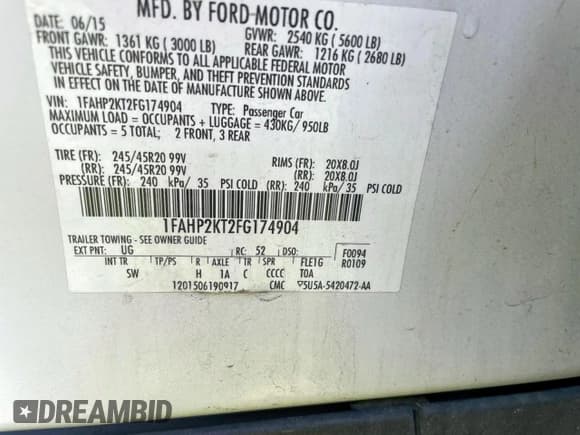 MFD. BY FORD MOTOR CO.
DATE: 06/15 GVWR: 2540 KG ( 5600 LB)
FRONT GAWR: 1361 KG ( 3000 LB) REAR GAWR: 1216 KG ( 2680 LB)
THIS VEHICLE CONFORMS TO ALL APPLICABLE FEDERAL MOTOR
VEHICLE SAFETY, BUMPER, AND THEFT PREVENTION STANDARDS
IN EFFECT ON THE DATE OF MANUFACTURE SHOWN ABOVE.
VIN: 1FAHP2KT2FG174904 TYPE: Passenger Car
MAXIMUM LOAD = OCCUPANTS + LUGGAGE = 430KG/ 950LB
OCCUPANTS = 5 TOTAL; 2 FRONT, 3 REAR
TIRE (FR): 245/45R20 99V RIMS (FR): 20X8.0J
(RR): 245/45R20 99V (RR): 20X8.0J
PRESSURE (FR): 240 kPa/ 35 PSI COLD (RR): 240 kPa/ 35 PSI COLD
1FAHP2KT2FG174904
TRAILER TOWING - SEE OWNER GUIDE
EXT PNT: UG RC: 52 DSO: F0094
INT TR TP/PS R AXLE TR SPR FLE1G R0109
SW H 1A C CCCC TOA
1201506190917 CMC 5U5A-5420472-AA
DREAMBID